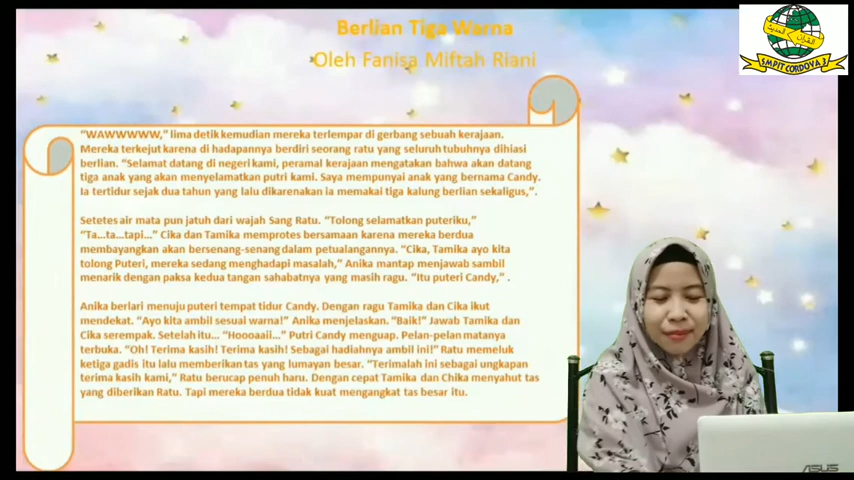 Berlian Tiga Warna
Oleh Fanisa Miftah Riani
SMPIT CORDOVA 3
"WAWWWWW," lima detik kemudian mereka terlempar di gerbang sebuah kerajaan.
Mereka terkejut karena di hadapannya berdiri seorang ratu yang seluruh tubuhnya dihiasi
berlian. "Selamat datang di negeri kami, peramal kerajaan mengatakan bahwa akan datang
tiga anak yang akan menyelamatkan putri kami. Saya mempunyai anak yang bernama Candy.
Ia tertidur sejak dua tahun yang lalu dikarenakan ia memakai tiga kalung berlian sekaligus,".
Setetes air mata pun jatuh dari wajah Sang Ratu. "Tolong selamatkan puteriku,"
"Ta...ta...tapi..." Cika dan Tamika memprotes bersamaan karena mereka berdua
membayangkan akan bersenang-senang dalam petualangannya. "Cika, Tamika ayo kita
tolong Puteri, mereka sedang menghadapi masalah," Anika mantap menjawab sambil
menarik dengan paksa kedua tangan sahabatnya yang masih ragu. "Itu puteri Candy," .
Anika berlari menuju puteri tempat tidur Candy. Dengan ragu Tamika dan Cika ikut
mendekat. "Ayo kita ambil sesuai warna!" Anika menjelaskan. "Baik!" Jawab Tamika dan
Cika serempak. Setelah itu... "Hoooaaii..." Putri Candy menguap. Pelan-pelan matanya
terbuka. "Oh! Terima kasih! Terima kasih! Sebagai hadiahnya ambil ini!" Ratu memeluk
ketiga gadis itu lalu memberikan tas yang lumayan besar. "Terimalah ini sebagai ungkapan
terima kasih kami," Ratu berucap penuh haru. Dengan cepat Tamika dan Chika menyahut tas
yang diberikan Ratu. Tapi mereka berdua tidak kuat mengangkat tas besar itu.
ASUS